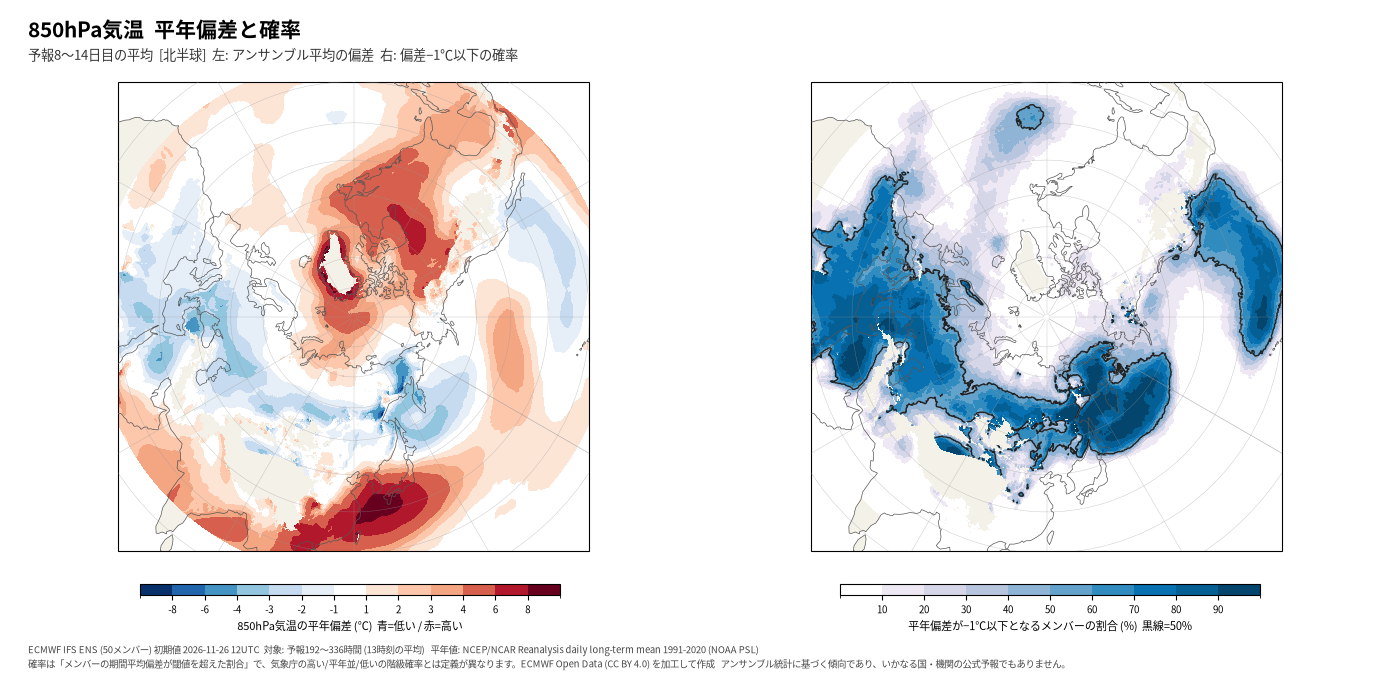 850hPa気温 平年偏差と確率
予報8〜14日目の平均 [北半球] 左: アンサンブル平均の偏差 右: 偏差−1°C以下の確率
-8 -6 -4 -3 -2 -1 1 2 3 4 6 8
850hPa気温の平年偏差 (°C) 青=低い / 赤=高い
10 20 30 40 50 60 70 80 90
平年偏差が−1°C以下となるメンバーの割合 (%) 黒線=50%
ECMWF IFS ENS (50メンバー) 初期値 2026-11-26 12UTC 対象: 予報192〜336時間 (13時刻の平均) 平年値: NCEP/NCAR Reanalysis daily long-term mean 1991-2020 (NOAA PSL)
確率は「メンバーの期間平均偏差が閾値を超えた割合」で、気象庁の高い/平年並/低いの階級確率とは定義が異なります。ECMWF Open Data (CC BY 4.0) を加工して作成 アンサンブル統計に基づく傾向であり、いかなる国・機関の公式予報でもありません。